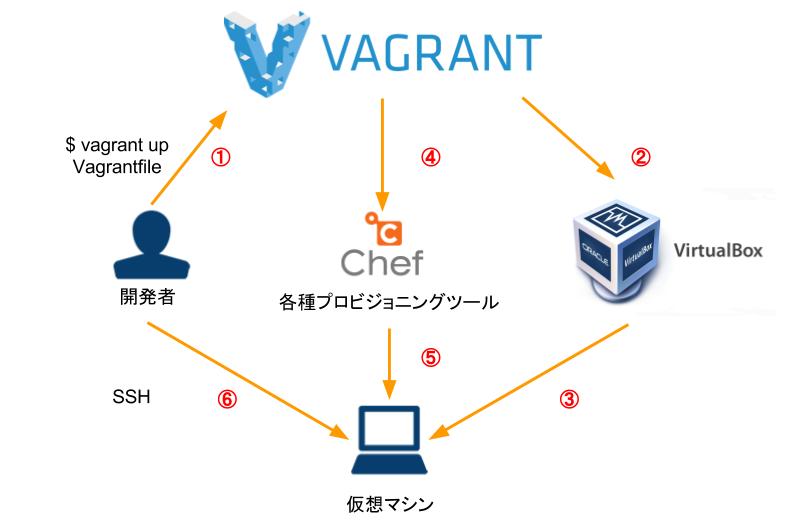 VAGRANT
$ vagrant up
Vagrantfile
①
④
②
Chef
ORACLE
VirtualBox
VirtualBox
開発者
各種プロビジョニングツール
⑤
SSH
⑥
③
仮想マシン